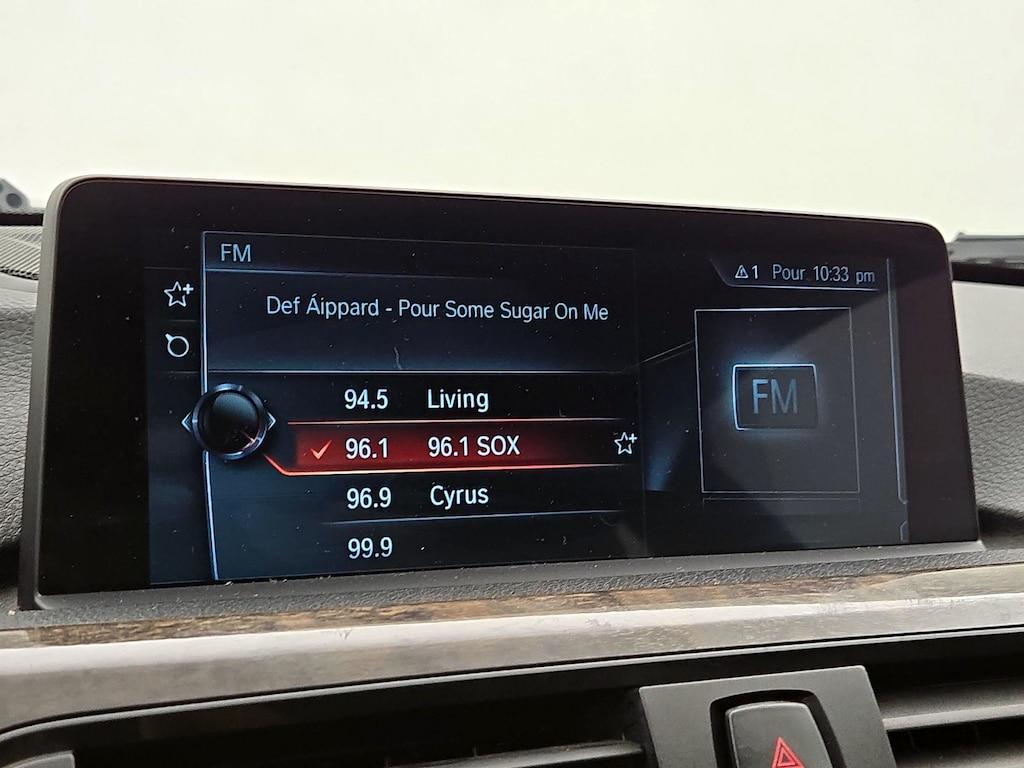 FM
1 Pour 10:33 pm
Def Áippard - Pour Some Sugar On Me
94.5 Living
96.1 96.1 SOX
96.9 Cyrus
99.9
FM